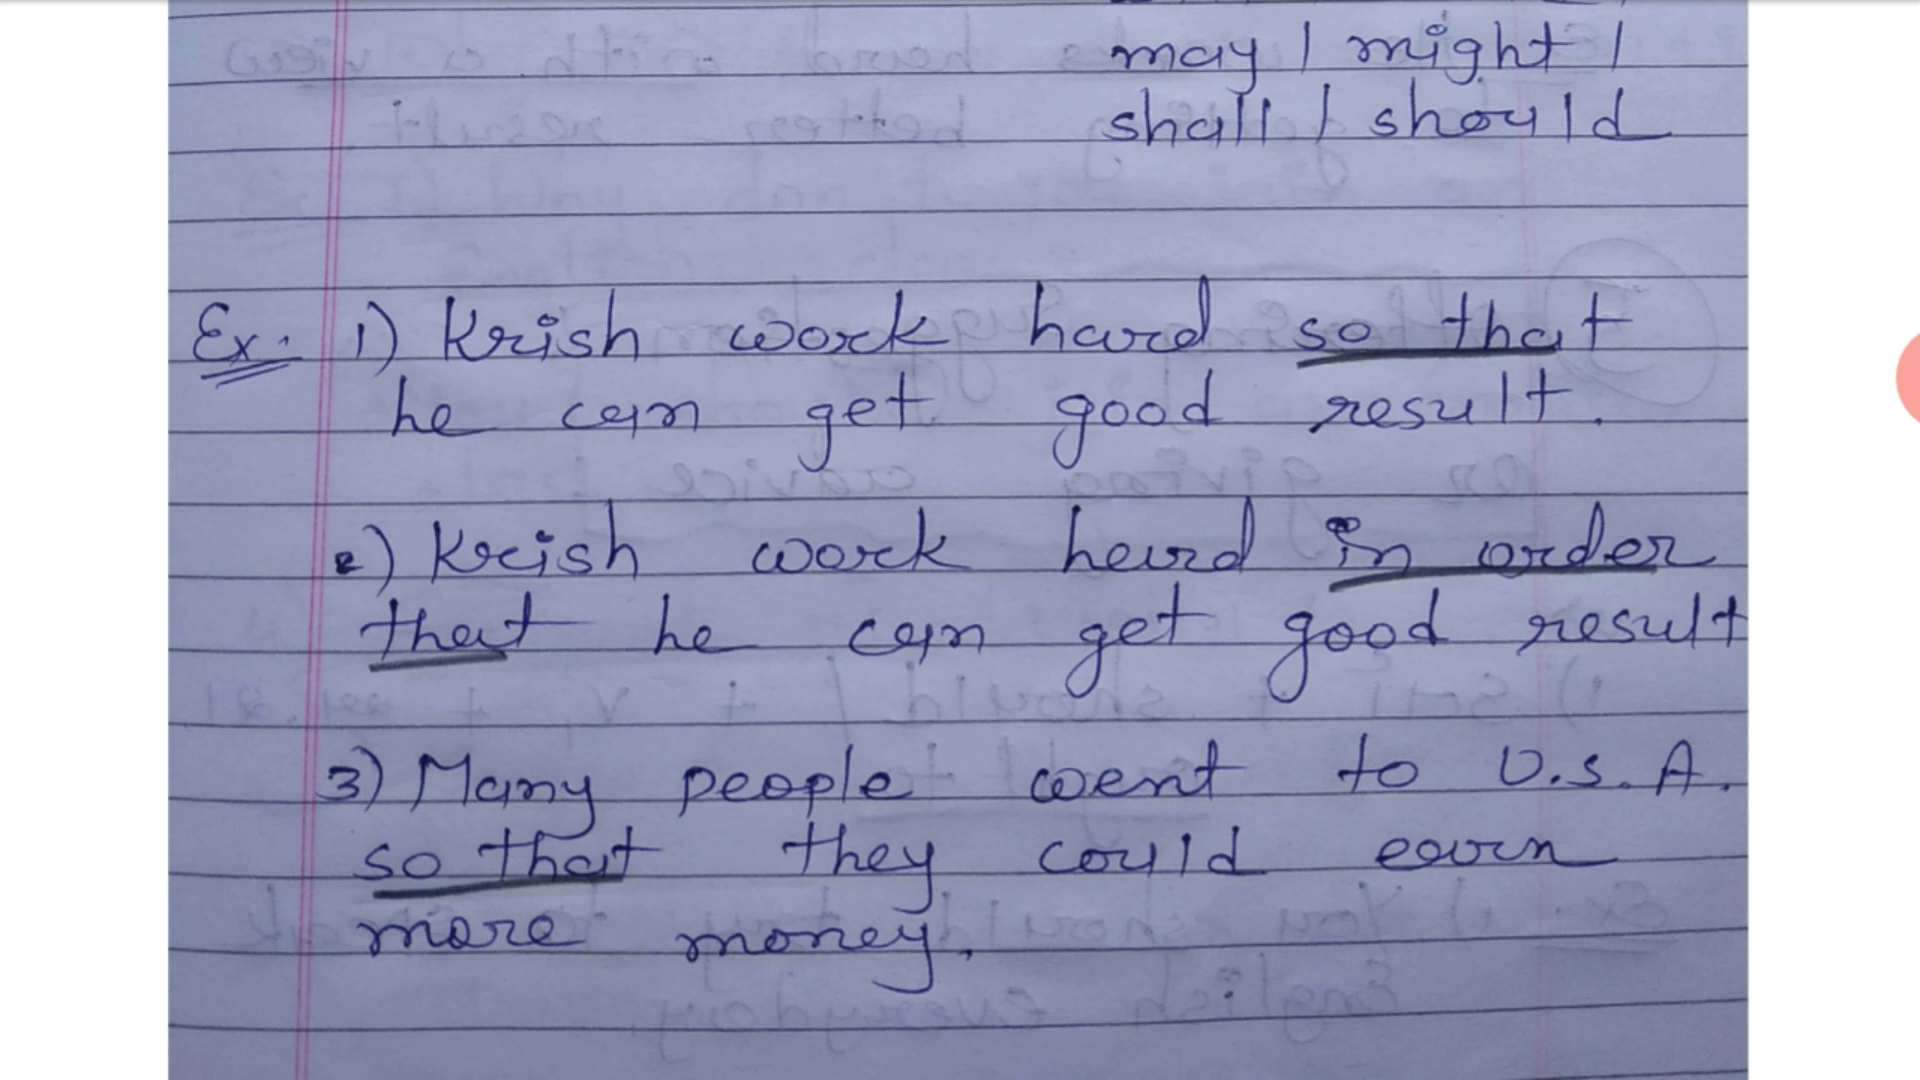 may / might /
shall / should
Ex: 1) Krish work hard so that
he can get good result.
2) Krish work hard in order
that he can get good result
3) Many people went to U.S.A.
so that they could earn
more money.